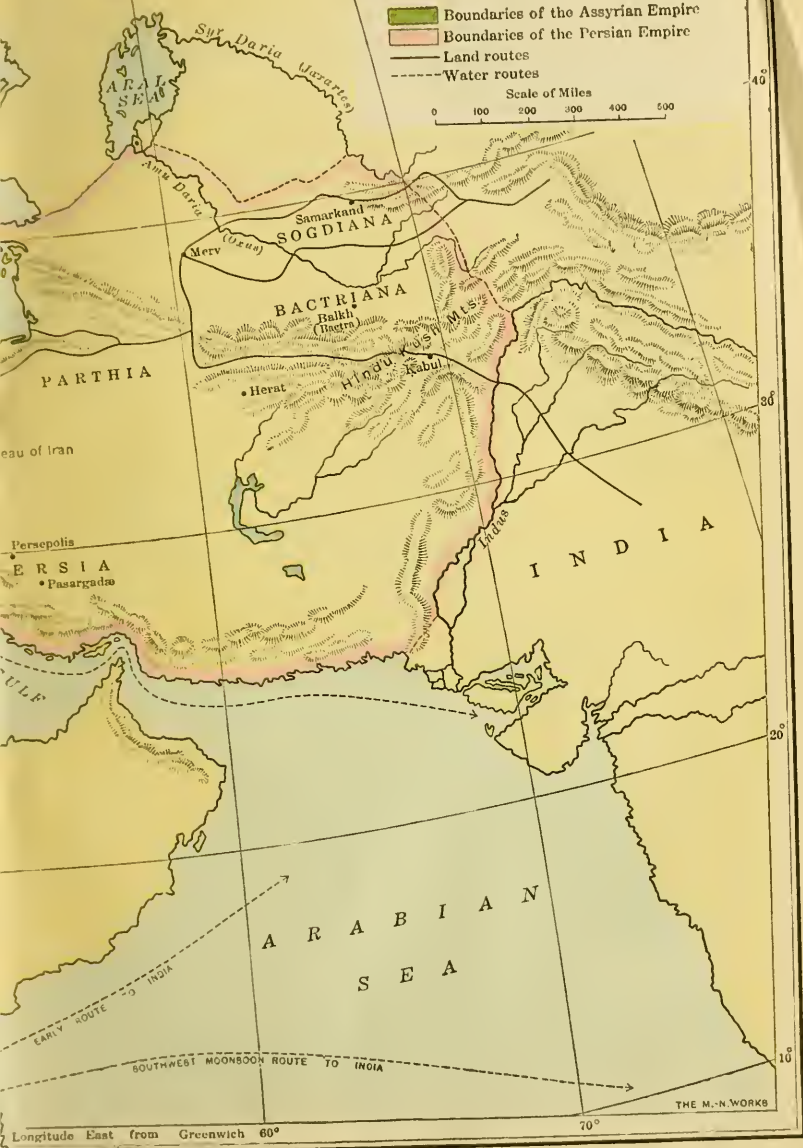 Boundaries of the Assyrian Empire
Boundaries of the Persian Empire
Land routes
Water routes
Scale of Miles
0 100 200 300 400 500
Syr Daria (Jaxartes)
ARAL
SEA
40°
Amu Daria
(Oxus)
Samarkand
SOGDIANA
Merv
BACTRIANA
Balkh
(Bactra)
Hindu Kush Mts.
Kabul
PARTHIA
Herat
30°
eau of Iran
Persepolis
ERSIA
Pasargadae
Indus
INDIA
ULF
20°
ARABIAN
SEA
EARLY ROUTE TO INDIA
SOUTHWEST MOONSOON ROUTE TO INDIA
10°
THE M.-N. WORKS
Longitude East from Greenwich 60°
70°